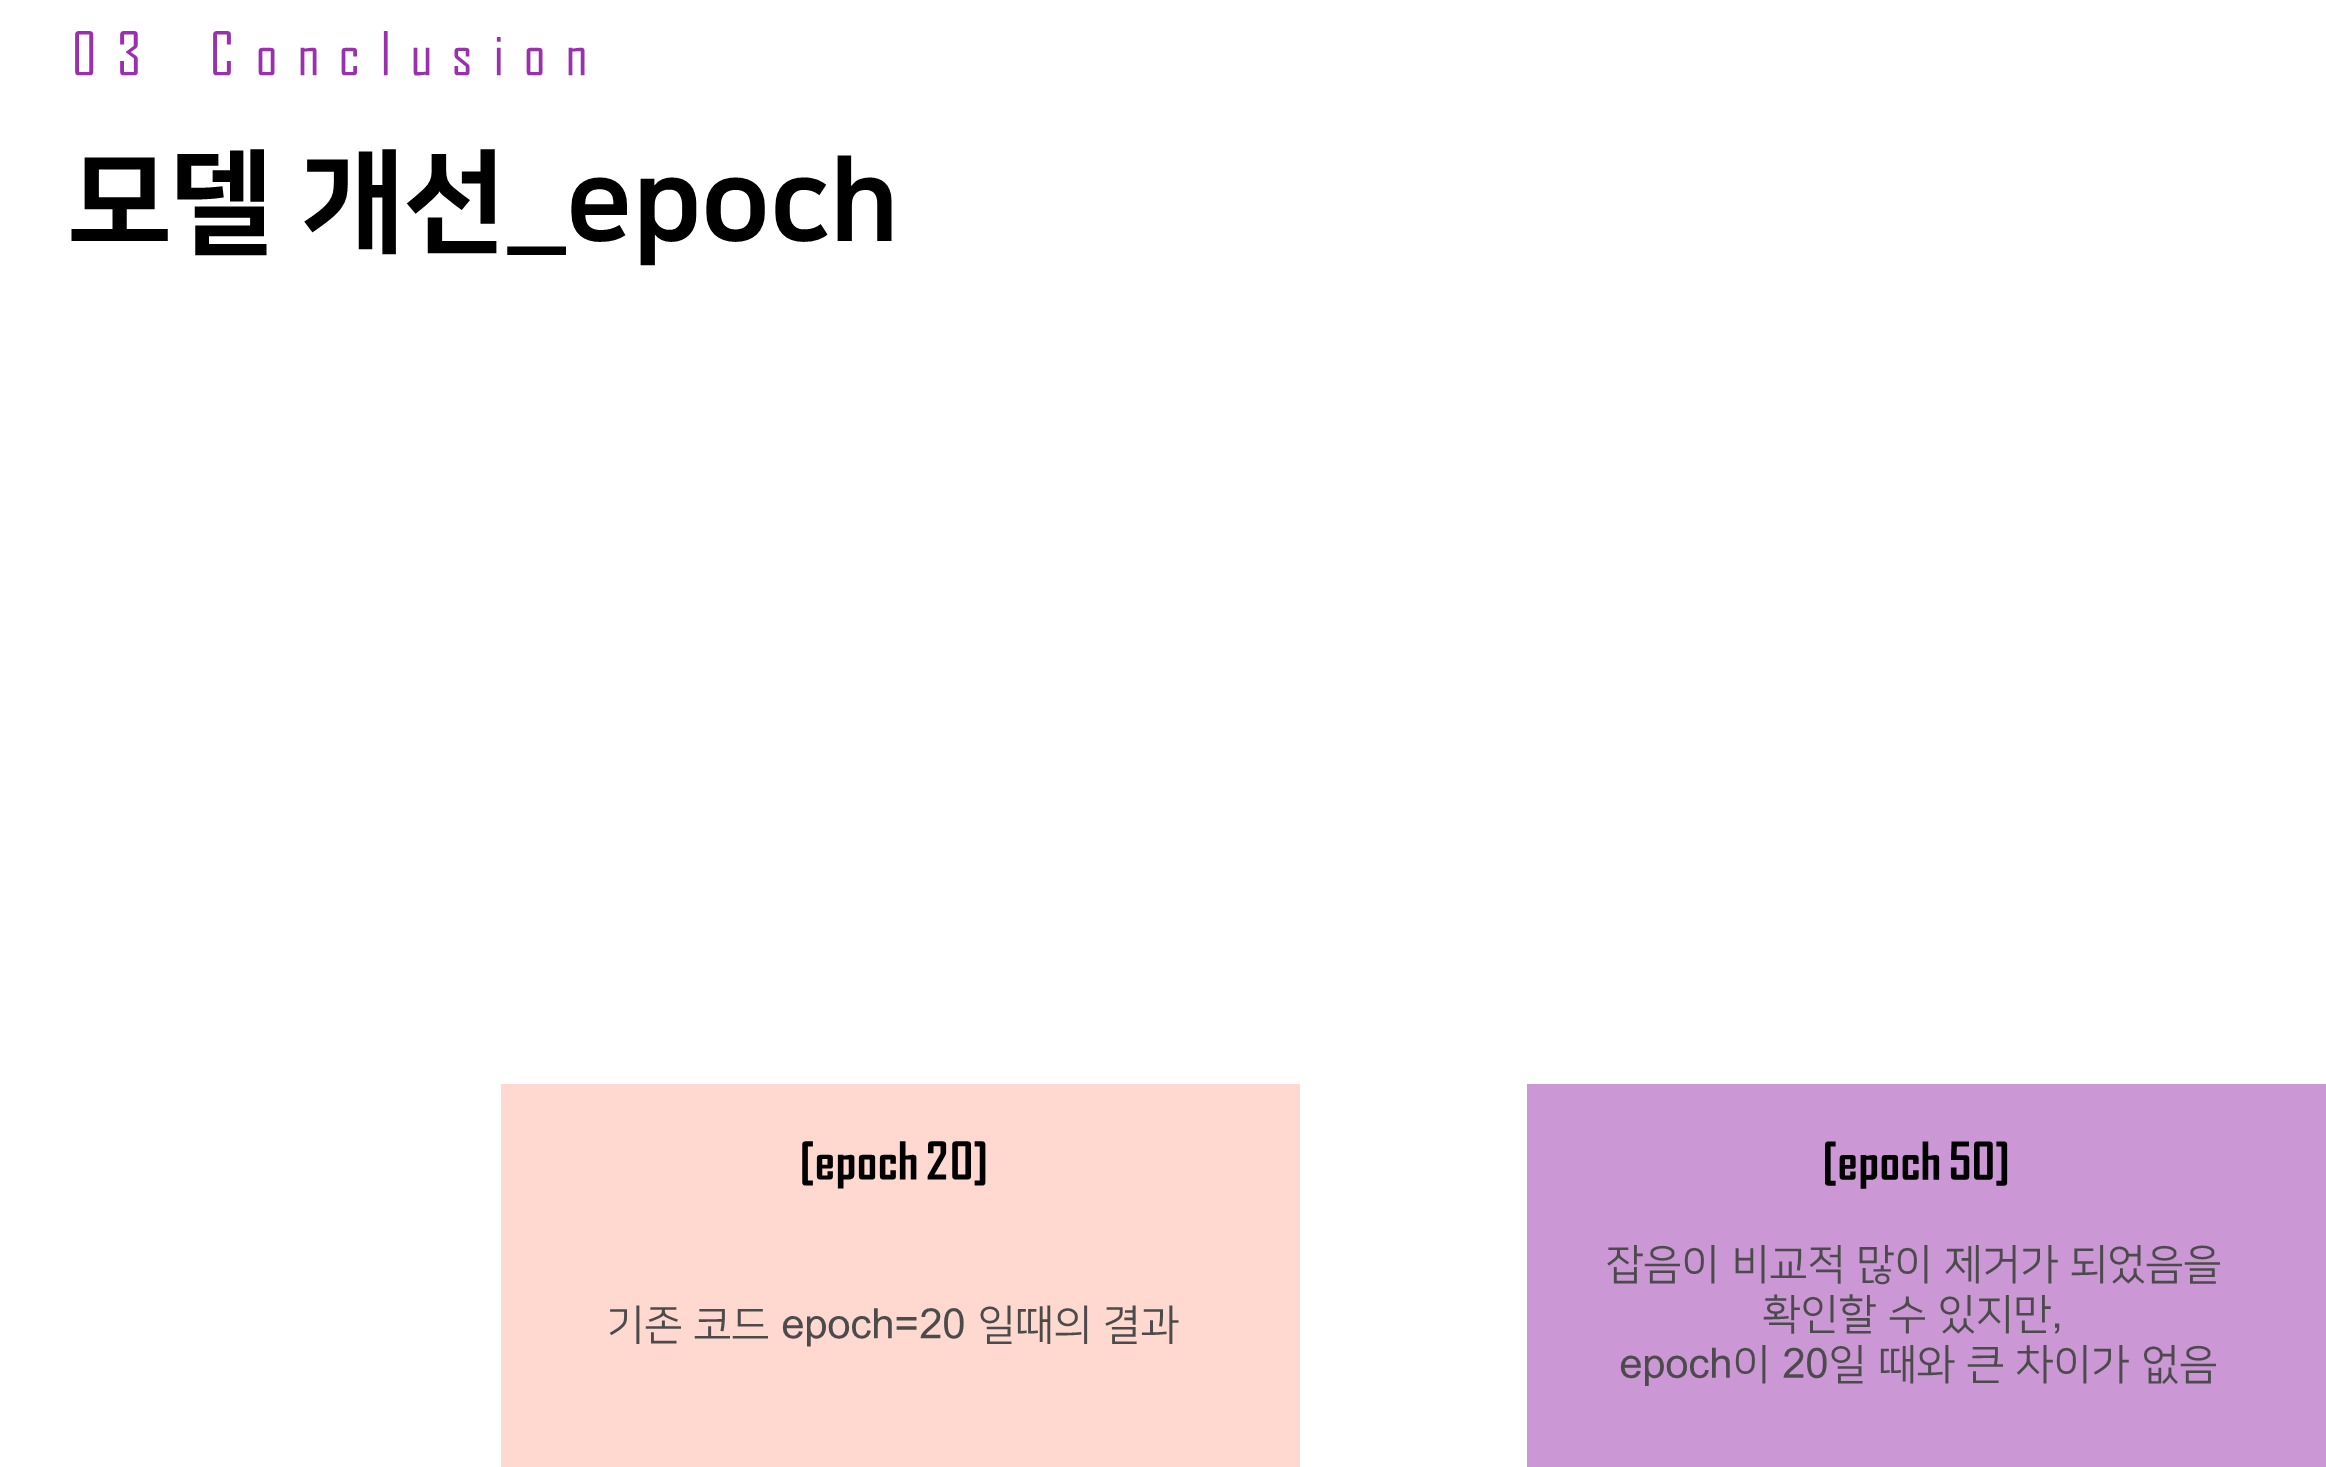 03 Conclusion
모델 개선_epoch
[epoch 20]
기존 코드 epoch=20 일때의 결과
[epoch 50]
잡음이 비교적 많이 제거가 되었음을
확인할 수 있지만,
epoch이 20일 때와 큰 차이가 없음